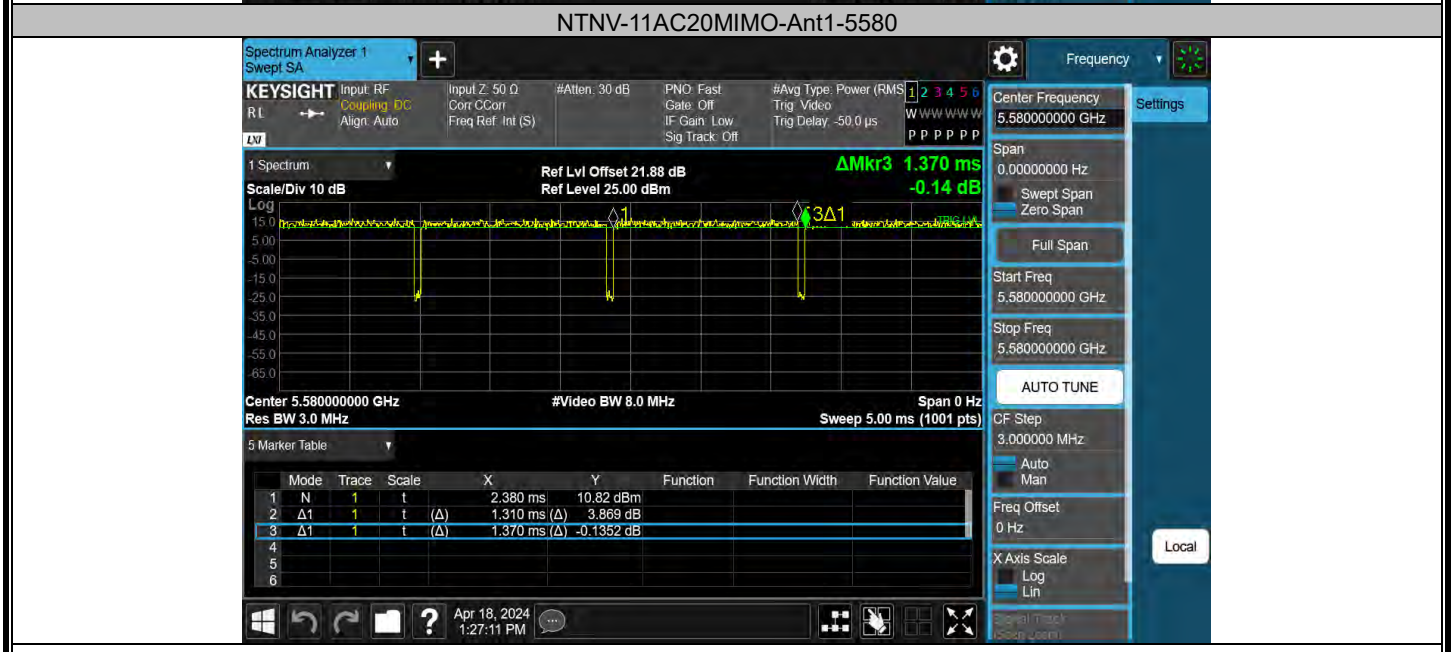 NTNV-11AC20MIMO-Ant1-5580
Spectrum Analyzer 1
Swept SA
+
Frequency
KEYSIGHT
RL
LXI
Input: RF
Coupling: DC
Align: Auto
Input Z: 50 Ω
Corr CCorr
Freq Ref: Int (S)
#Atten: 30 dB
PNO: Fast
Gate: Off
IF Gain: Low
Sig Track: Off
#Avg Type: Power (RMS
Trig: Video
Trig Delay: -50.0 µs
1 2 3 4 5 6
W W W W W W
P P P P P P
Center Frequency
5.580000000 GHz
Settings
Span
0.00000000 Hz
Swept Span
Zero Span
Full Span
Start Freq
5.580000000 GHz
Stop Freq
5.580000000 GHz
AUTO TUNE
CF Step
3.000000 MHz
Auto
Man
Freq Offset
0 Hz
X Axis Scale
Log
Lin
Signal Track
(Span Zoom)
Local
1 Spectrum
Scale/Div 10 dB
Log
Ref Lvl Offset 21.88 dB
Ref Level 25.00 dBm
ΔMkr3 1.370 ms
-0.14 dB
1
3Δ1
TRIG LVL
15.0
5.00
-5.00
-15.0
-25.0
-35.0
-45.0
-55.0
-65.0
Center 5.580000000 GHz
Res BW 3.0 MHz
#Video BW 8.0 MHz
Span 0 Hz
Sweep 5.00 ms (1001 pts)
5 Marker Table
Mode Trace Scale X Y Function Function Width Function Value
1 N 1 t 2.380 ms 10.82 dBm
2 Δ1 1 t (Δ) 1.310 ms (Δ) 3.869 dB
3 Δ1 1 t (Δ) 1.370 ms (Δ) -0.1352 dB
4
5
6
?
Apr 18, 2024
1:27:11 PM